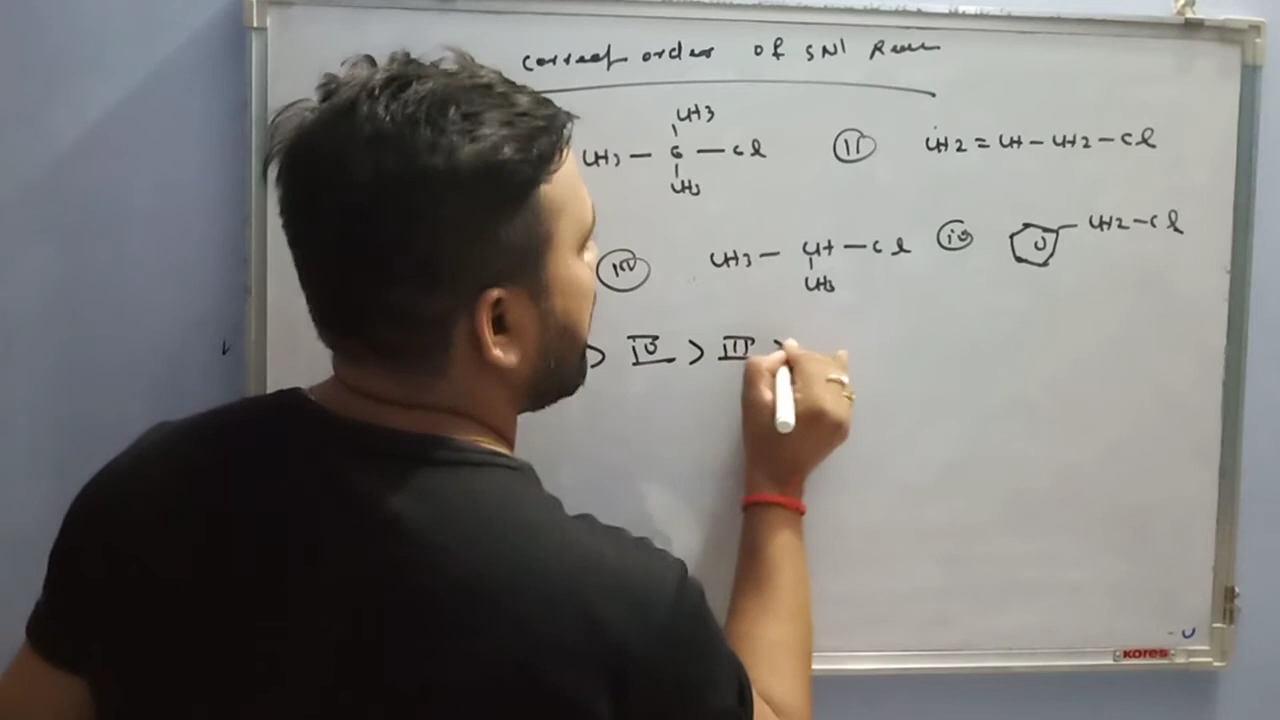 correct order of SN1 Reac
CH3
CH3 — C — Cl (II) CH2 = CH - CH2 - Cl
CH3
(III) CH3 — CH — Cl (iv) CH2 - Cl
CH3
> IV > III >
KORES